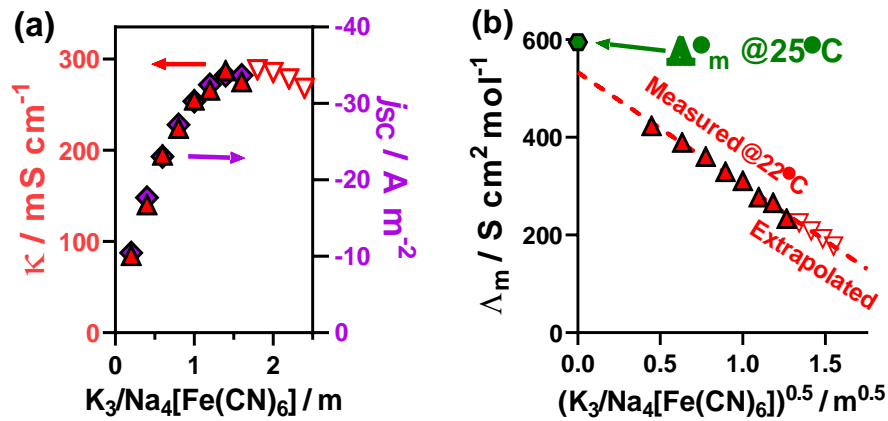 (a)
κ / mS cm⁻¹
300
200
100
0
-40
-30
-20
-10
0
jSC / A m⁻²
0
1
2
K₃/Na₄[Fe(CN)₆] / m
(b)
Λₘ / S cm² mol⁻¹
600
400
200
0
Λ°ₘ @25°C
Measured@22°C
Extrapolated
0.0
0.5
1.0
1.5
(K₃/Na₄[Fe(CN)₆])⁰·⁵ / m⁰·⁵